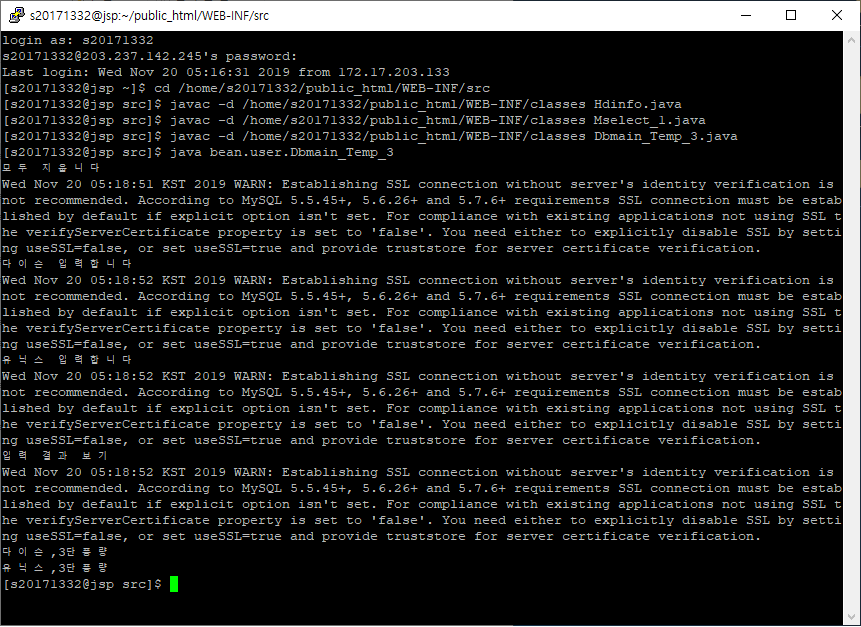 s20171332@jsp:~/public_html/WEB-INF/src
login as: s20171332
s20171332@203.237.142.245's password:
Last login: Wed Nov 20 05:16:31 2019 from 172.17.203.133
[s20171332@jsp ~]$ cd /home/s20171332/public_html/WEB-INF/src
[s20171332@jsp src]$ javac -d /home/s20171332/public_html/WEB-INF/classes Hdinfo.java
[s20171332@jsp src]$ javac -d /home/s20171332/public_html/WEB-INF/classes Mselect_1.java
[s20171332@jsp src]$ javac -d /home/s20171332/public_html/WEB-INF/classes Dbmain_Temp_3.java
[s20171332@jsp src]$ java bean.user.Dbmain_Temp_3
모두 지웁니다
Wed Nov 20 05:18:51 KST 2019 WARN: Establishing SSL connection without server's identity verification is
not recommended. According to MySQL 5.5.45+, 5.6.26+ and 5.7.6+ requirements SSL connection must be estab
lished by default if explicit option isn't set. For compliance with existing applications not using SSL t
he verifyServerCertificate property is set to 'false'. You need either to explicitly disable SSL by setti
ng useSSL=false, or set useSSL=true and provide truststore for server certificate verification.
다이슨 입력합니다
Wed Nov 20 05:18:52 KST 2019 WARN: Establishing SSL connection without server's identity verification is
not recommended. According to MySQL 5.5.45+, 5.6.26+ and 5.7.6+ requirements SSL connection must be estab
lished by default if explicit option isn't set. For compliance with existing applications not using SSL t
he verifyServerCertificate property is set to 'false'. You need either to explicitly disable SSL by setti
ng useSSL=false, or set useSSL=true and provide truststore for server certificate verification.
유닉스 입력합니다
Wed Nov 20 05:18:52 KST 2019 WARN: Establishing SSL connection without server's identity verification is
not recommended. According to MySQL 5.5.45+, 5.6.26+ and 5.7.6+ requirements SSL connection must be estab
lished by default if explicit option isn't set. For compliance with existing applications not using SSL t
he verifyServerCertificate property is set to 'false'. You need either to explicitly disable SSL by setti
ng useSSL=false, or set useSSL=true and provide truststore for server certificate verification.
입력 결과 보기
Wed Nov 20 05:18:52 KST 2019 WARN: Establishing SSL connection without server's identity verification is
not recommended. According to MySQL 5.5.45+, 5.6.26+ and 5.7.6+ requirements SSL connection must be estab
lished by default if explicit option isn't set. For compliance with existing applications not using SSL t
he verifyServerCertificate property is set to 'false'. You need either to explicitly disable SSL by setti
ng useSSL=false, or set useSSL=true and provide truststore for server certificate verification.
다이슨,3단풍량
유닉스,3단풍량
[s20171332@jsp src]$